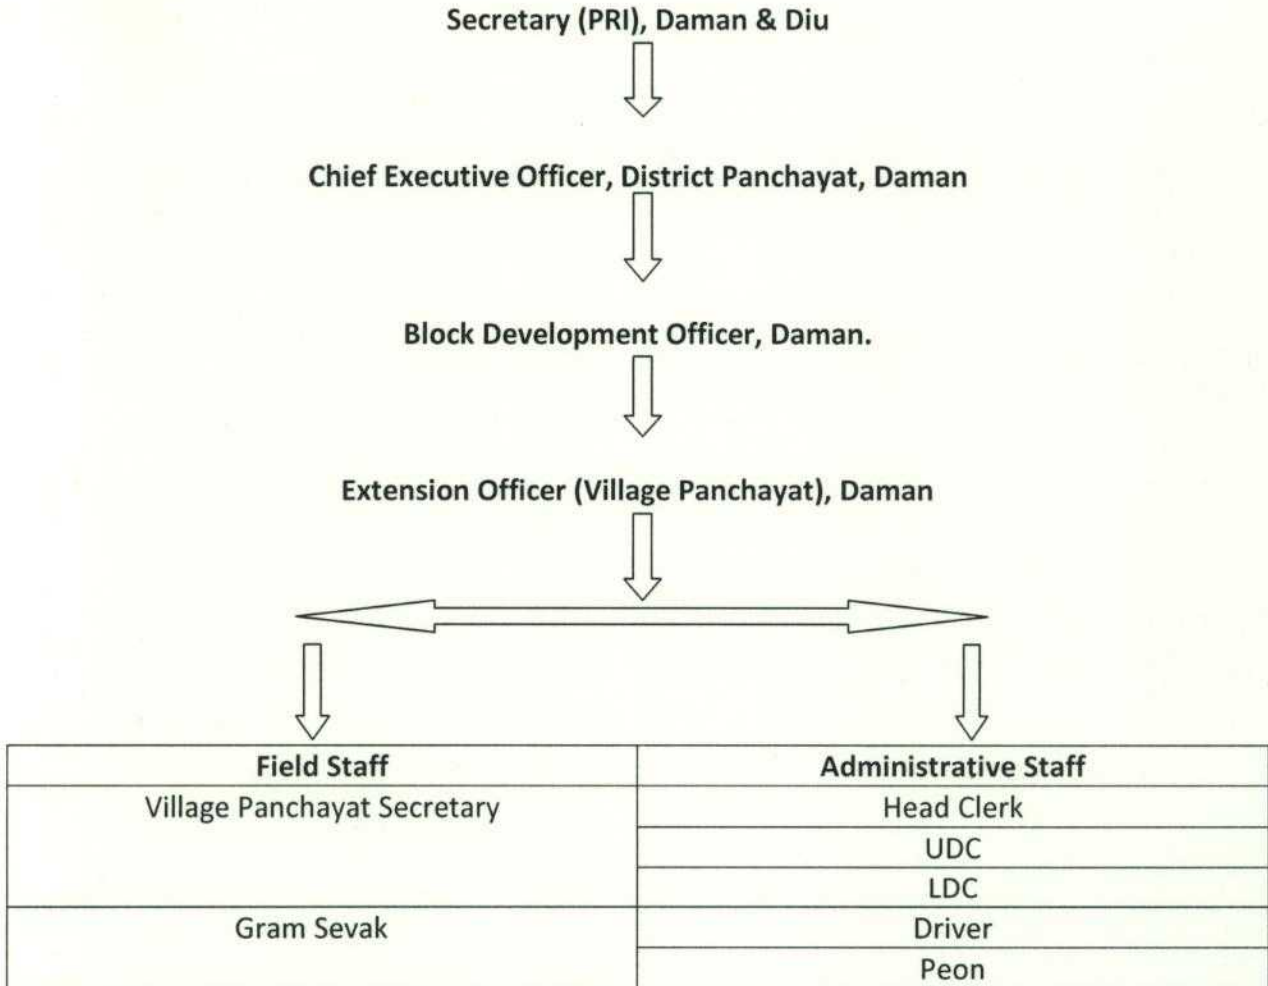 Secretary (PRI), Daman & Diu
Chief Executive Officer, District Panchayat, Daman
Block Development Officer, Daman.
Extension Officer (Village Panchayat), Daman
Field Staff
Administrative Staff
Village Panchayat Secretary
Head Clerk
UDC
LDC
Gram Sevak
Driver
Peon